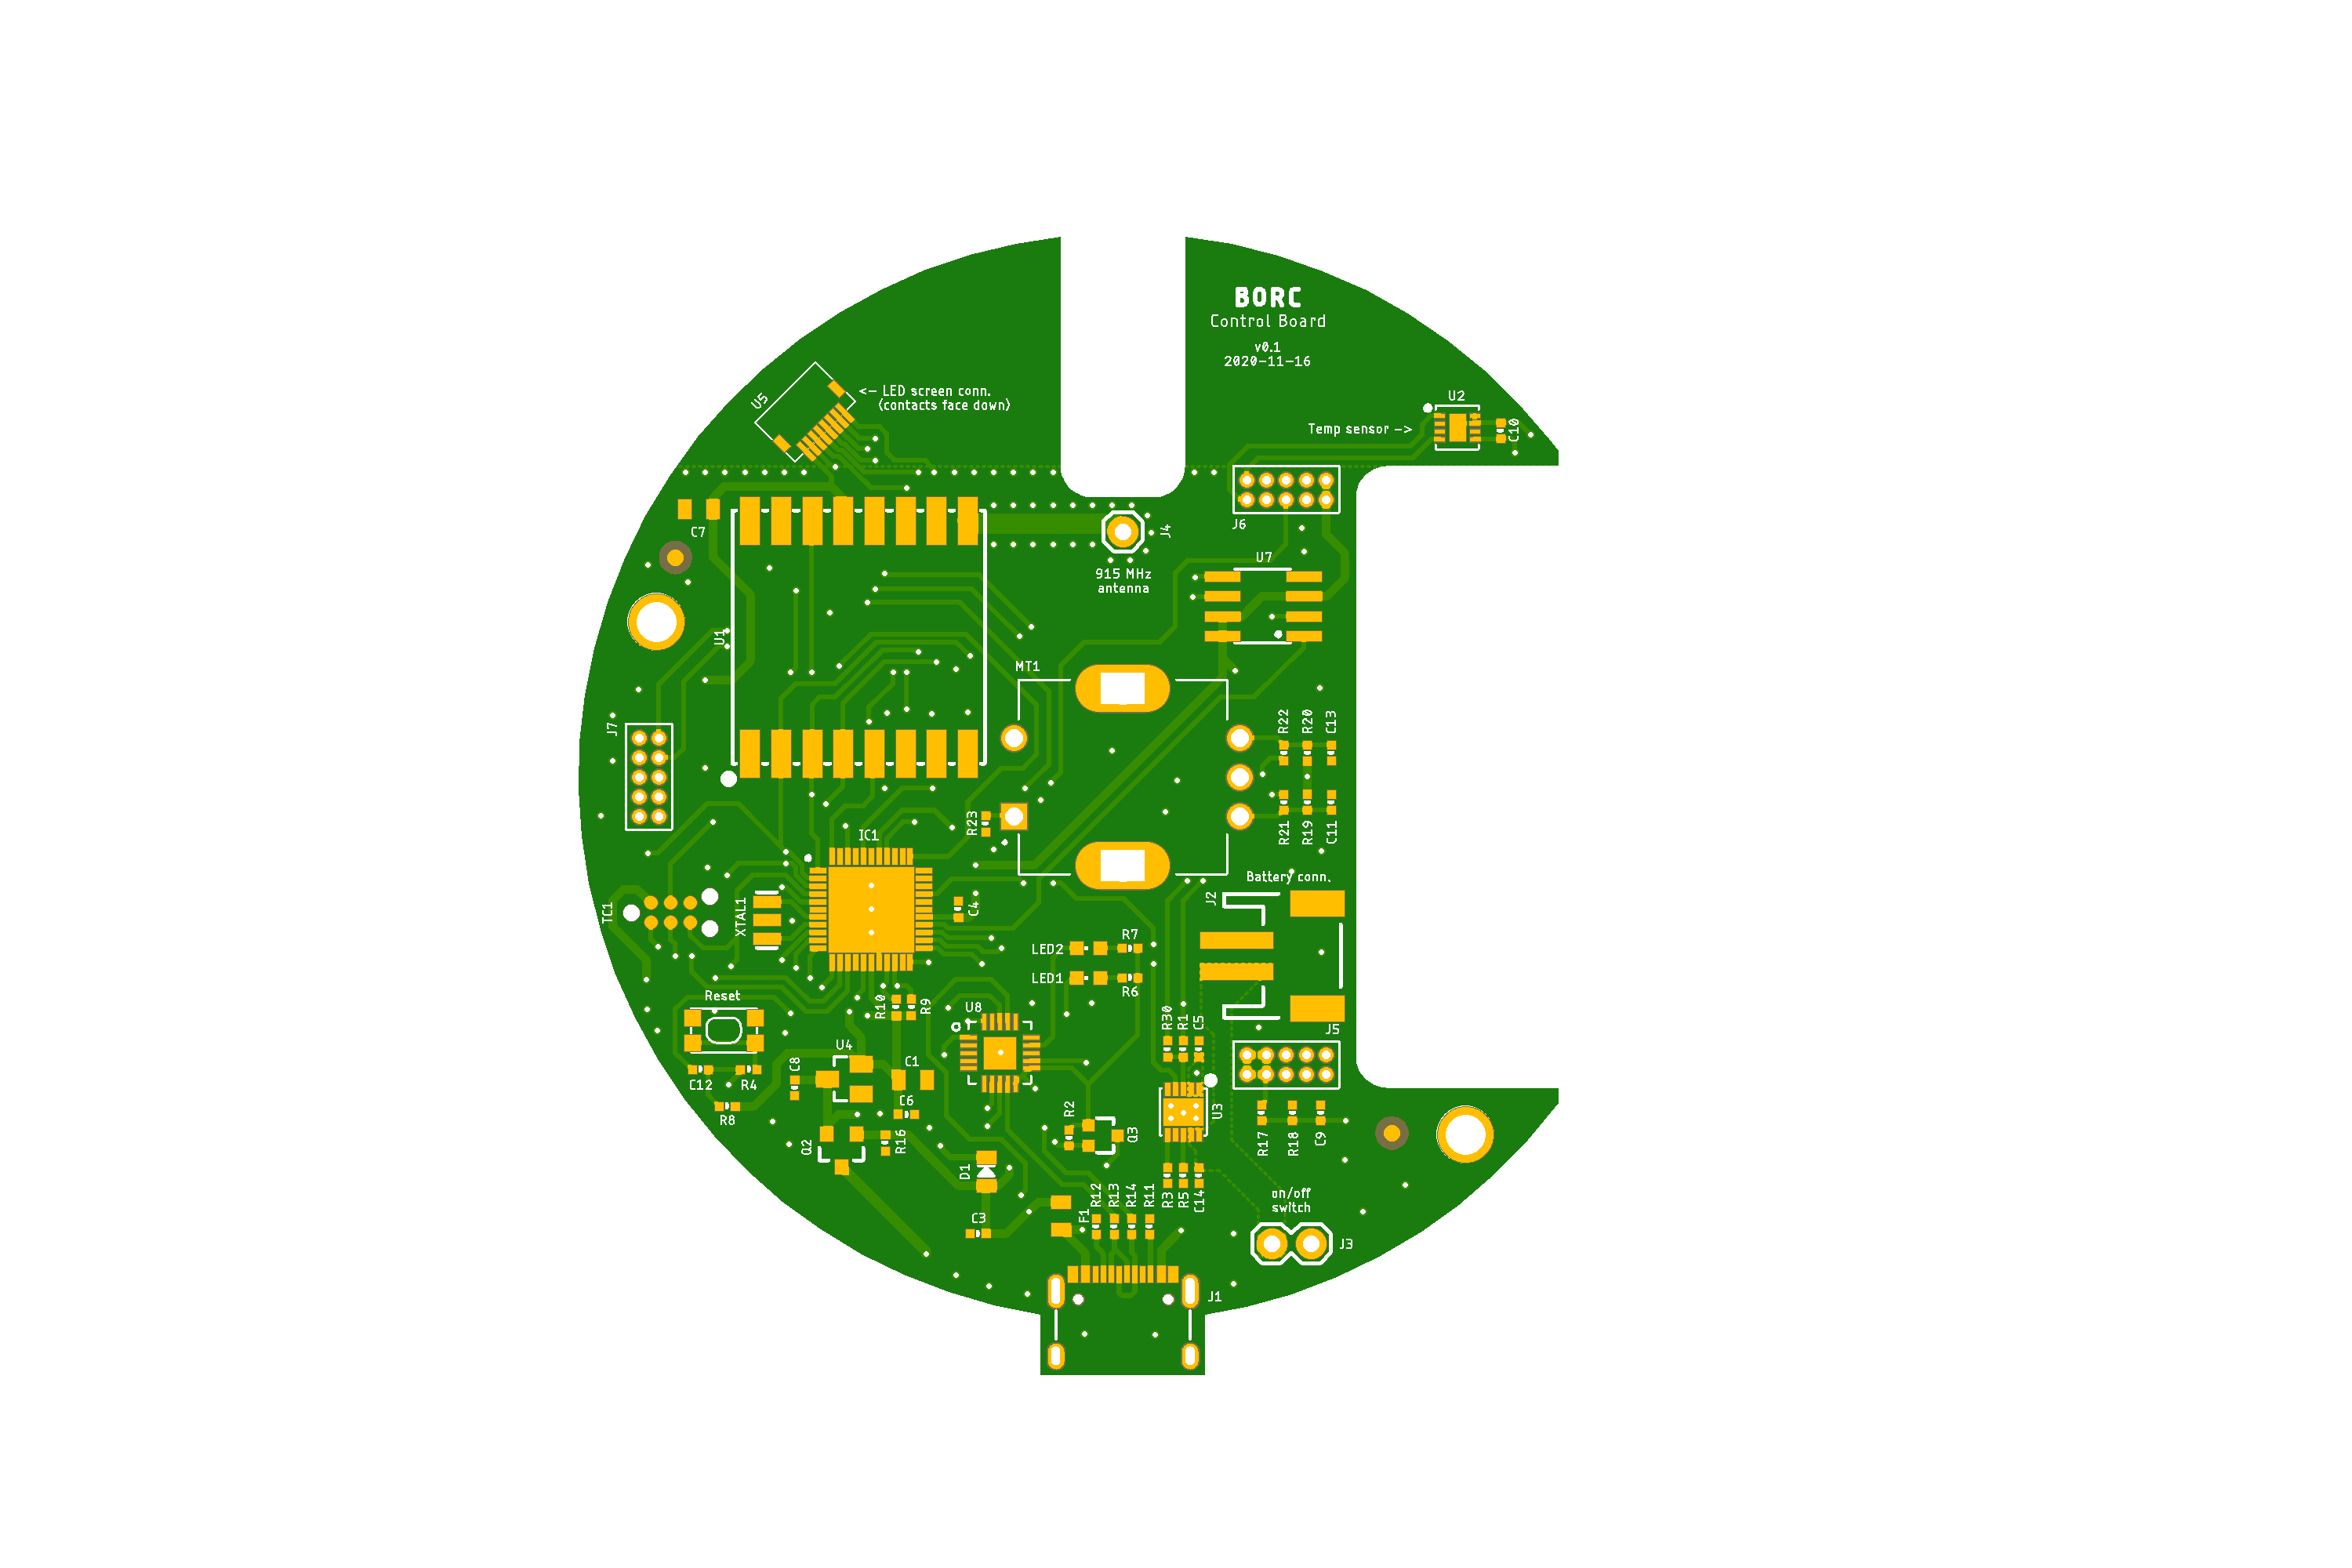 BORC
Control Board
v0.1
2020-11-16
U5
<- LED screen conn.
(contacts face down)
U2
Temp sensor ->
C10
J6
C7
J4
U7
915 MHz
antenna
U1
MT1
J7
R22
R20
C13
R23
IC1
R21
R19
C11
Battery conn.
J2
TC1
XTAL1
C4
LED2
R7
LED1
R6
Reset
R10
R9
U8
R30
R1
C5
J5
U4
C8
C1
C12
R4
C6
R8
R2
U3
Q2
R16
Q3
R17
R18
C9
D1
R12
R13
R14
R11
R3
R5
C14
on/off
switch
C3
F1
J3
J1